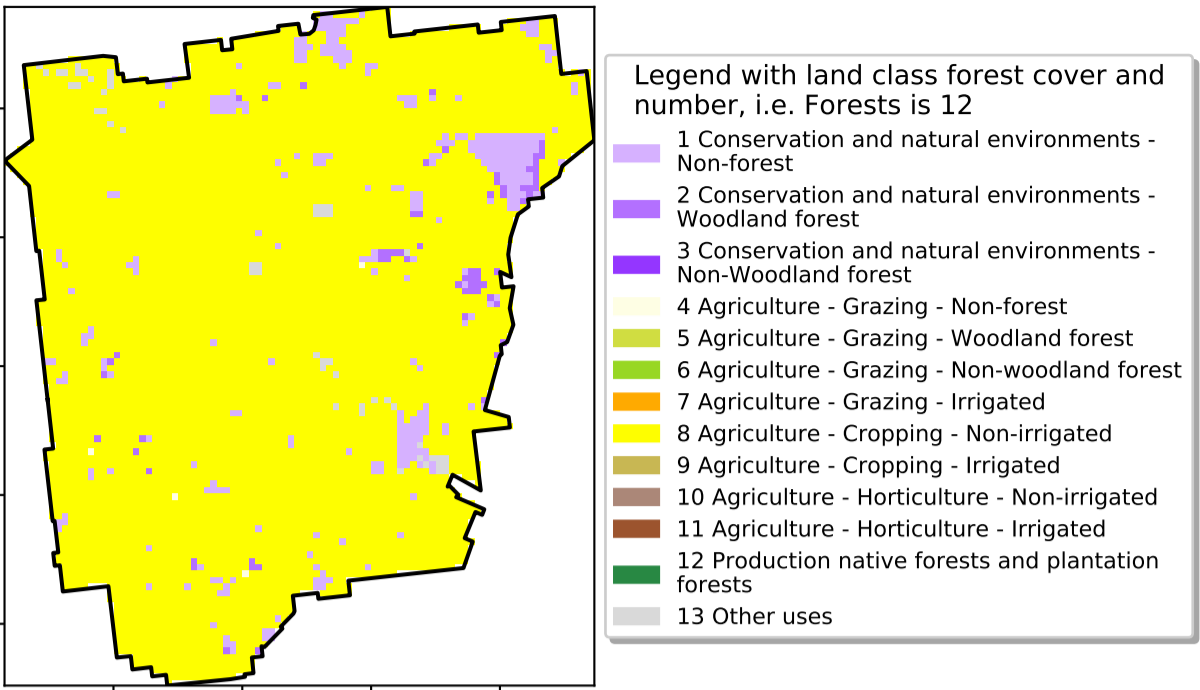 Legend with land class forest cover and
number, i.e. Forests is 12
1 Conservation and natural environments -
Non-forest
2 Conservation and natural environments -
Woodland forest
3 Conservation and natural environments -
Non-Woodland forest
4 Agriculture - Grazing - Non-forest
5 Agriculture - Grazing - Woodland forest
6 Agriculture - Grazing - Non-woodland forest
7 Agriculture - Grazing - Irrigated
8 Agriculture - Cropping - Non-irrigated
9 Agriculture - Cropping - Irrigated
10 Agriculture - Horticulture - Non-irrigated
11 Agriculture - Horticulture - Irrigated
12 Production native forests and plantation
forests
13 Other uses